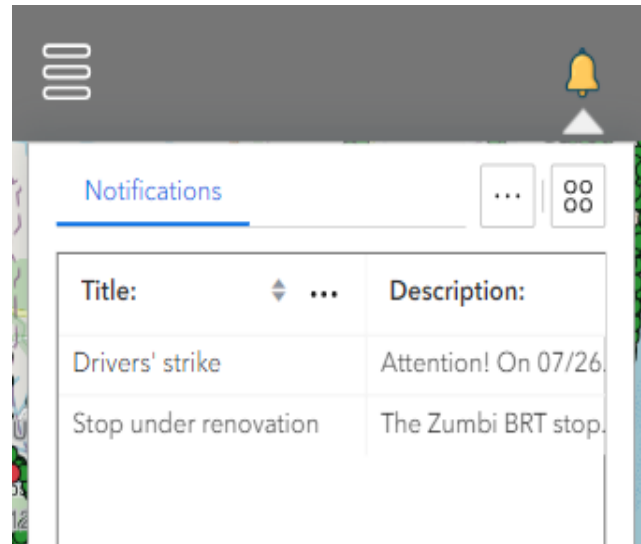 Notifications
...
Title: ...
Description:
Drivers' strike
Attention! On 07/26.
Stop under renovation
The Zumbi BRT stop.